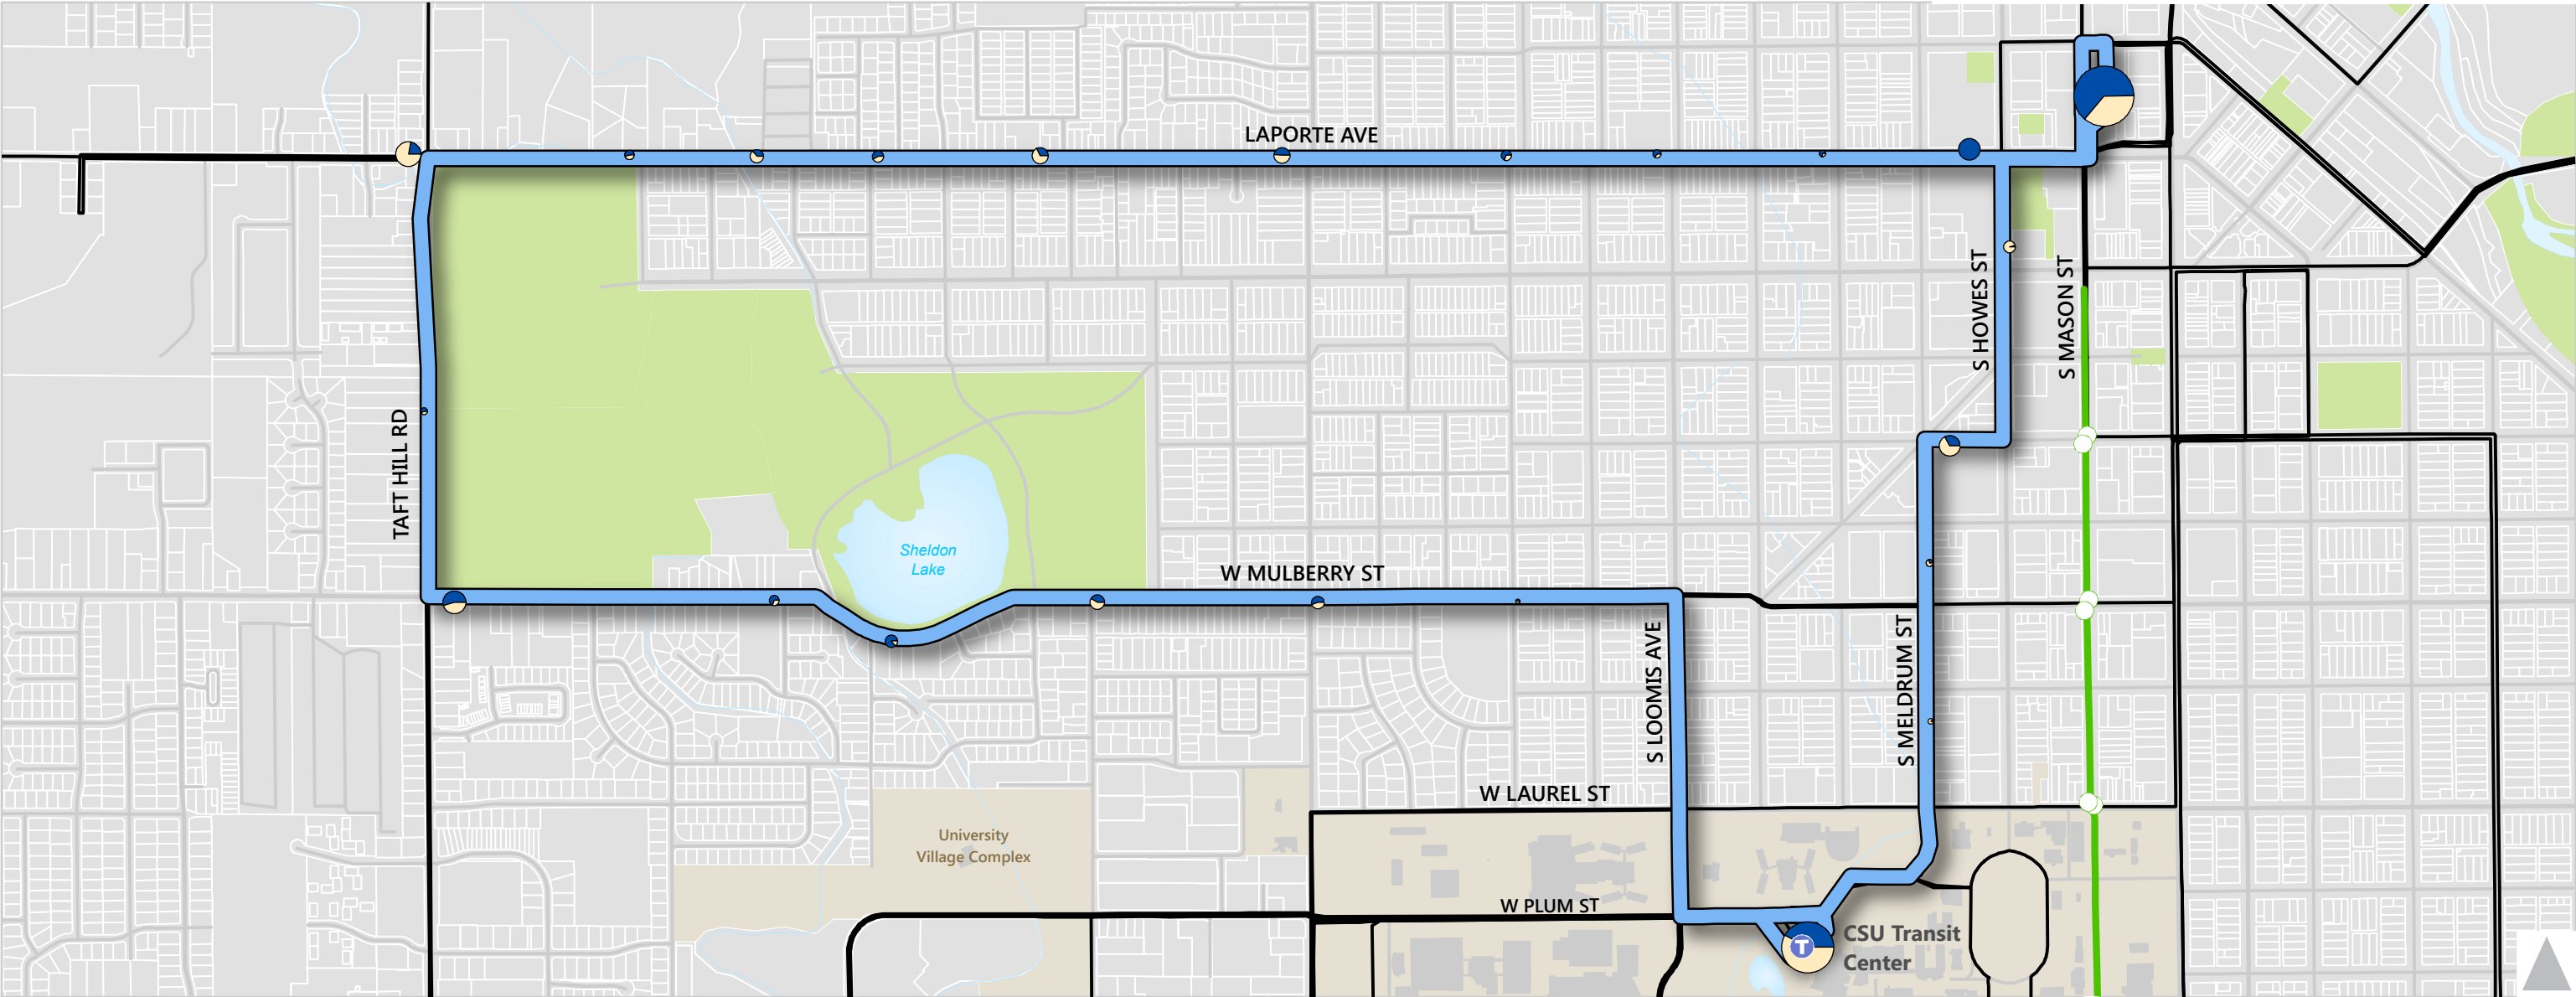 LAPORTE AVE
S HOWES ST
S MASON ST
TAFT HILL RD
Sheldon
Lake
W MULBERRY ST
S LOOMIS AVE
S MELDRUM ST
W LAUREL ST
University
Village Complex
W PLUM ST
T
CSU Transit
Center